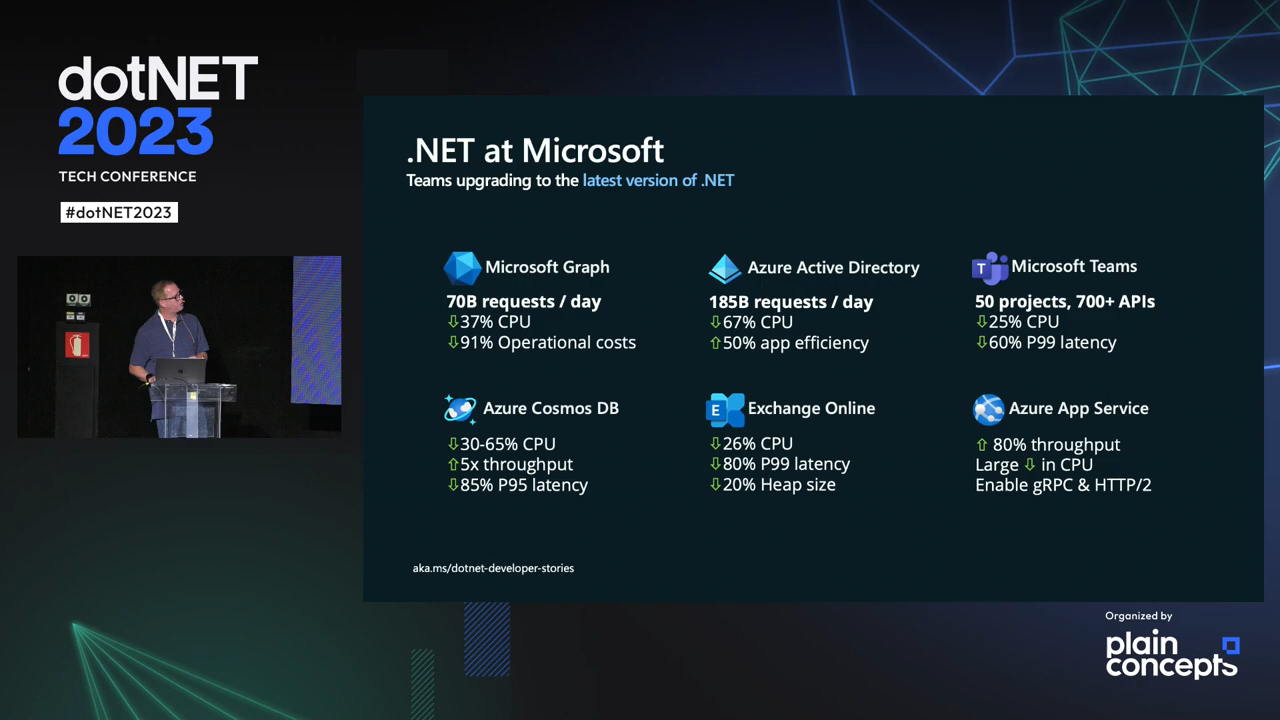 dotNET
2023
TECH CONFERENCE
#dotNET2023
.NET at Microsoft
Teams upgrading to the latest version of .NET
Microsoft Graph
70B requests / day
⇩37% CPU
⇩91% Operational costs
Azure Active Directory
185B requests / day
⇩67% CPU
⇧50% app efficiency
T Microsoft Teams
50 projects, 700+ APIs
⇩25% CPU
⇩60% P99 latency
Azure Cosmos DB
⇩30-65% CPU
⇧5x throughput
⇩85% P95 latency
E Exchange Online
⇩26% CPU
⇩80% P99 latency
⇩20% Heap size
Azure App Service
⇧ 80% throughput
Large ⇩ in CPU
Enable gRPC & HTTP/2
aka.ms/dotnet-developer-stories
Organized by
plain
concepts